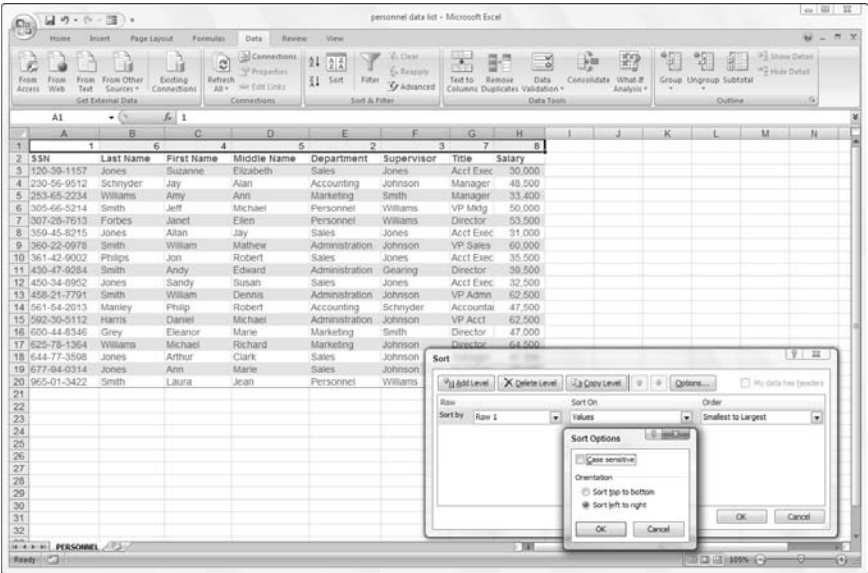 personnel data list - Microsoft Excel
Home Insert Page Layout Formulas Data Review View
From Access From Web From Text From Other Sources Existing Connections Refresh All Connections Properties Edit Links Sort Filter Clear Reapply Advanced Text to Columns Remove Duplicates Data Validation Consolidate What-If Analysis Group Ungroup Subtotal Show Detail Hide Detail
Get External Data Connections Sort & Filter Data Tools Outline
A1 fx 1
A B C D E F G H I J K L M N
1 1 6 4 5 2 3 7 8
2 SSN Last Name First Name Middle Name Department Supervisor Title Salary
3 120-39-1157 Jones Suzanne Elizabeth Sales Jones Acct Exec 30,000
4 230-56-9512 Schnyder Jay Alan Accounting Johnson Manager 48,500
5 253-65-2234 Williams Amy Ann Marketing Smith Manager 33,400
6 305-66-5214 Smith Jeff Michael Personnel Williams VP Mktg 50,000
7 307-28-7613 Forbes Janet Ellen Personnel Williams Director 53,500
8 359-45-8215 Jones Allan Jay Sales Jones Acct Exec 31,000
9 360-22-0978 Smith William Mathew Administration Johnson VP Sales 60,000
10 361-42-9002 Philips Jon Robert Sales Jones Acct Exec 35,500
11 430-47-9284 Smith Andy Edward Administration Gearing Director 39,500
12 450-34-8952 Jones Sandy Susan Sales Jones Acct Exec 32,500
13 458-21-7791 Smith William Dennis Administration Johnson VP Admn 62,500
14 561-54-2013 Manley Philip Robert Accounting Schnyder Accountai 47,500
15 592-30-5112 Harris Daniel Michael Administration Johnson VP Acct 62,500
16 600-44-8346 Grey Eleanor Marie Marketing Smith Director 47,000
17 625-78-1364 Williams Michael Richard Marketing Johnson Director 64,500
18 644-77-3598 Jones Arthur Clark Sales Johnson
19 677-94-0314 Jones Ann Marie Sales Johnson
20 965-01-3422 Smith Laura Jean Personnel Williams
21
22
23
24
25
26
27
28
29
30
31
32
Sort
Add Level Delete Level Copy Level Options... My data has headers
Row Sort On Order
Sort by Row 1 Values Smallest to Largest
Sort Options
Case sensitive
Orientation
Sort top to bottom
Sort left to right
OK Cancel
OK Cancel
PERSONNEL
Ready 105%